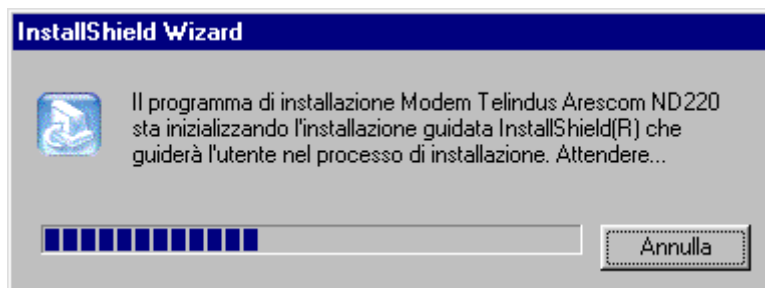 InstallShield Wizard
Il programma di installazione Modem Telindus Arescom ND220
sta inizializzando l'installazione guidata InstallShield(R) che
guiderà l'utente nel processo di installazione. Attendere...
Annulla